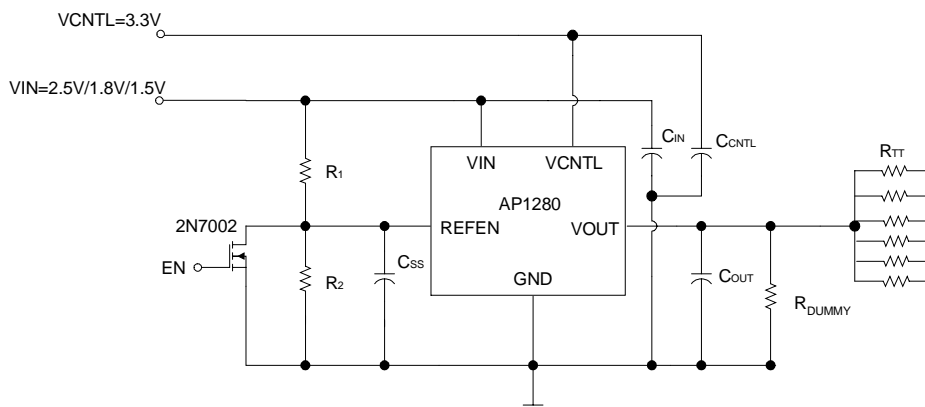 VCNTL=3.3V
VIN=2.5V/1.8V/1.5V
R1
VIN
VCNTL
CIN
CCNTL
RTT
AP1280
2N7002
REFEN
VOUT
EN
R2
CSS
GND
COUT
RDUMMY